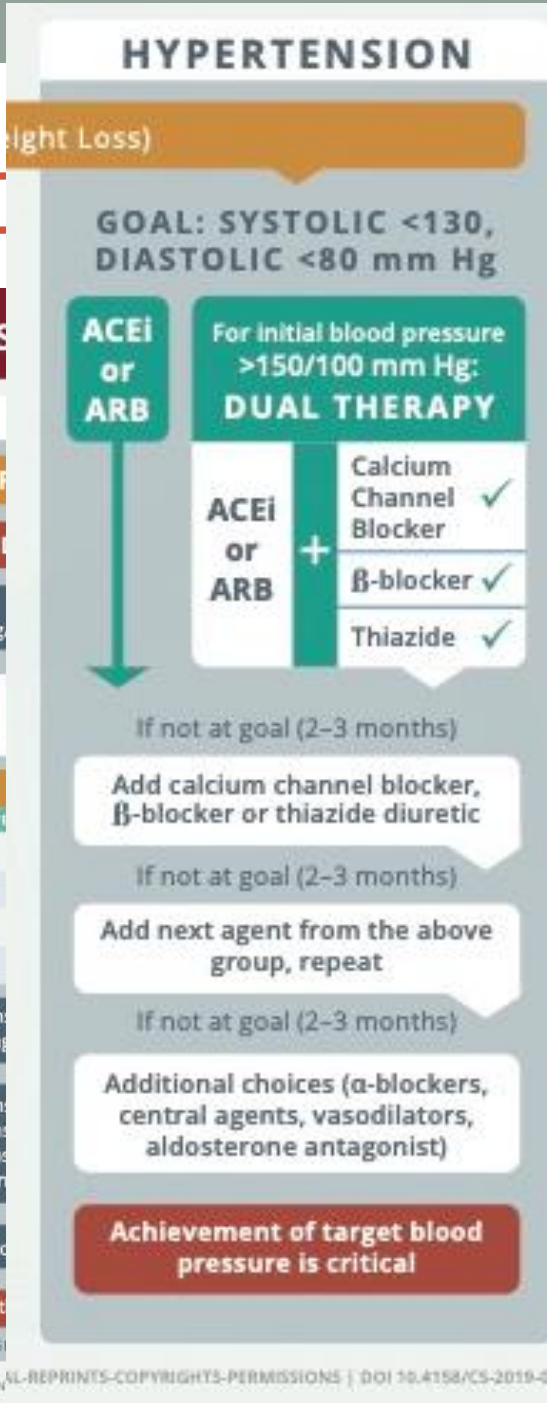 HYPERTENSION
eight Loss)
GOAL: SYSTOLIC <130,
DIASTOLIC <80 mm Hg
ACEi
or
ARB
For initial blood pressure
>150/100 mm Hg:
DUAL THERAPY
ACEi
or
ARB
+
Calcium
Channel
Blocker
ß-blocker
Thiazide
If not at goal (2–3 months)
Add calcium channel blocker,
ß-blocker or thiazide diuretic
If not at goal (2–3 months)
Add next agent from the above
group, repeat
If not at goal (2–3 months)
Additional choices (α-blockers,
central agents, vasodilators,
aldosterone antagonist)
Achievement of target blood
pressure is critical
AL-REPRINTS-COPYRIGHTS-PERMISSIONS | DOI 10.4158/CS-2019-0